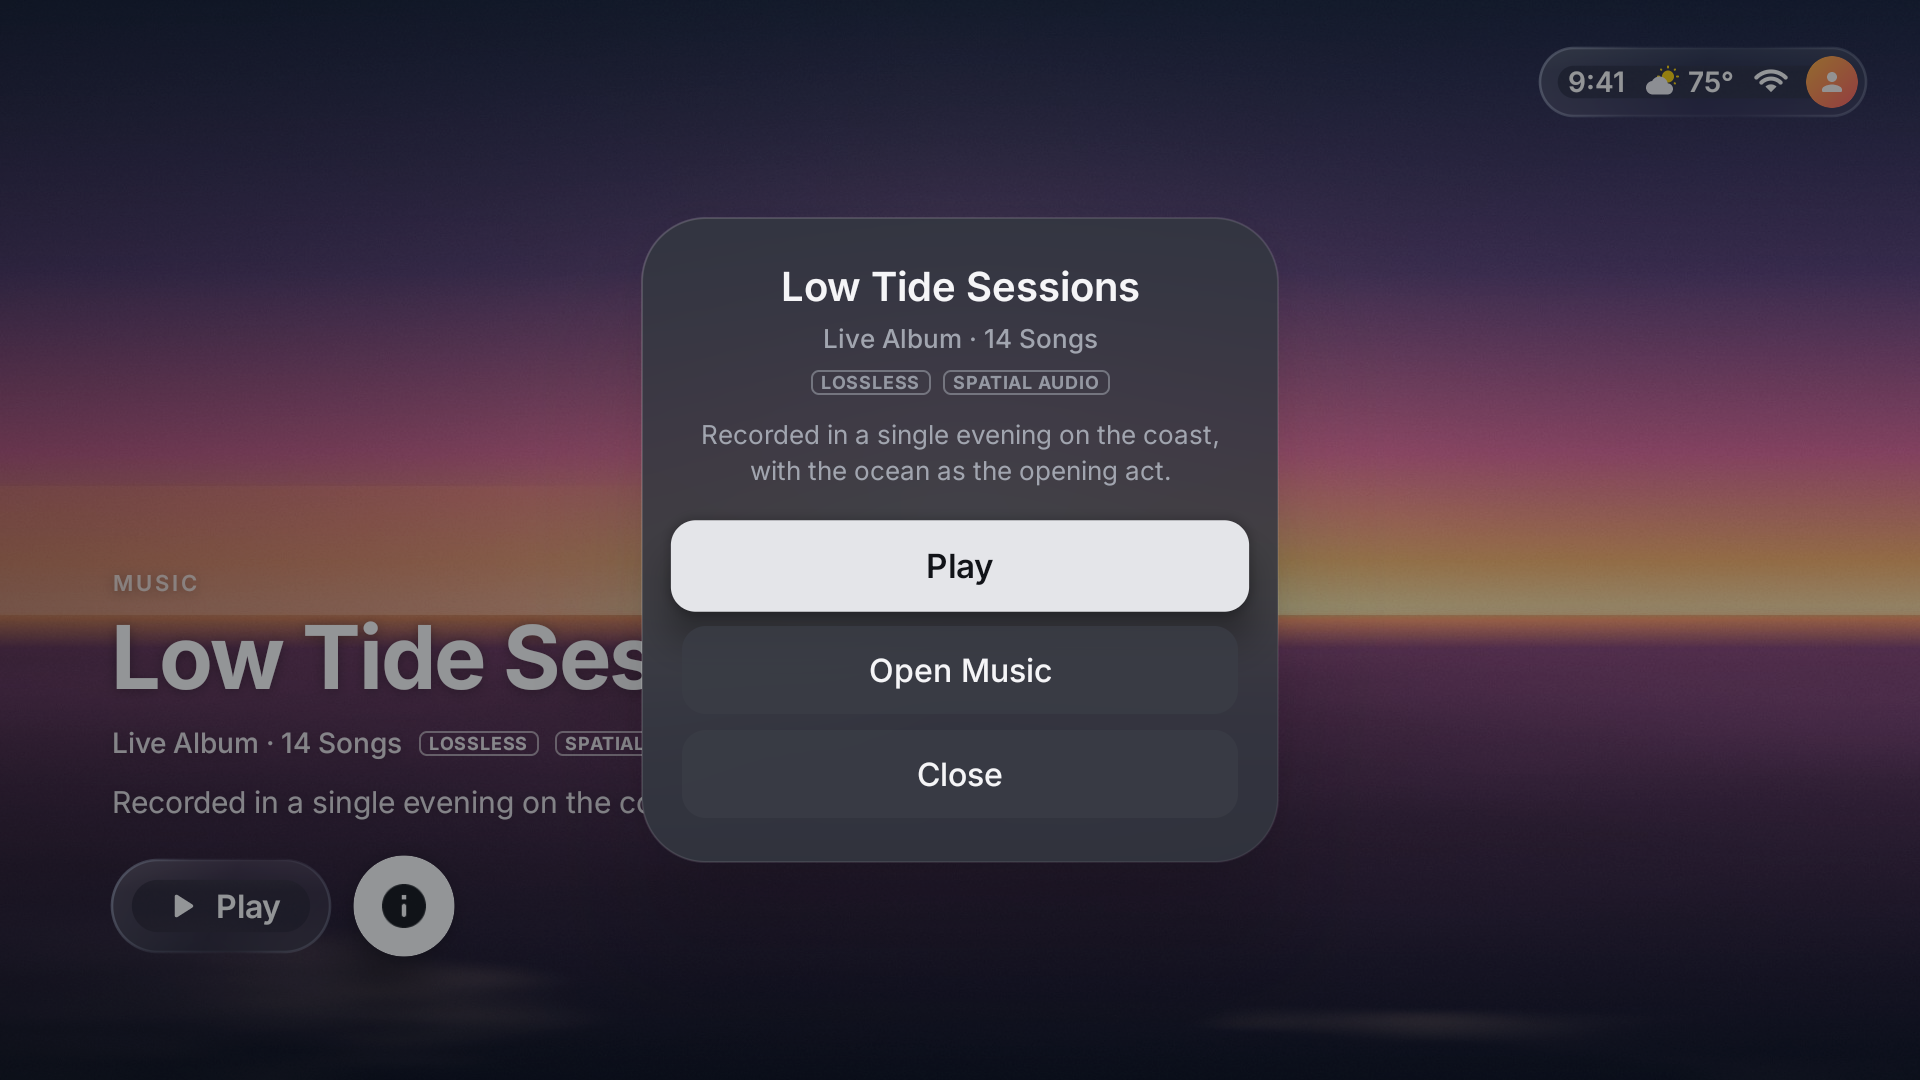 9:41 75°
Low Tide Sessions
Live Album · 14 Songs
LOSSLESS SPATIAL AUDIO
Recorded in a single evening on the coast,
with the ocean as the opening act.
Play
Open Music
Close
MUSIC
Low Tide Ses
Live Album · 14 Songs LOSSLESS SPATIAL
Recorded in a single evening on the co
Play